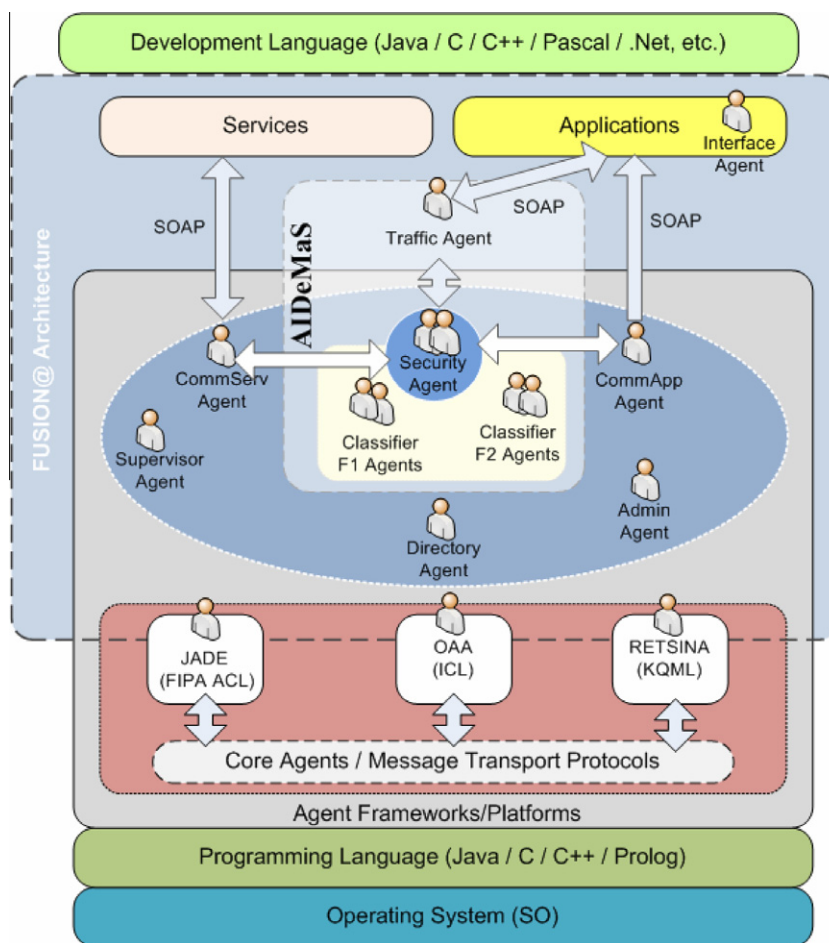 Development Language (Java / C / C++ / Pascal / .Net, etc.)
Services
Applications
Interface
Agent
SOAP
SOAP
SOAP
Traffic Agent
AIDeMaS
FUSION@ Architecture
CommServ
Agent
Security
Agent
CommApp
Agent
Classifier
F1 Agents
Classifier
F2 Agents
Supervisor
Agent
Admin
Agent
Directory
Agent
JADE
(FIPA ACL)
OAA
(ICL)
RETSINA
(KQML)
Core Agents / Message Transport Protocols
Agent Frameworks/Platforms
Programming Language (Java / C / C++ / Prolog)
Operating System (SO)